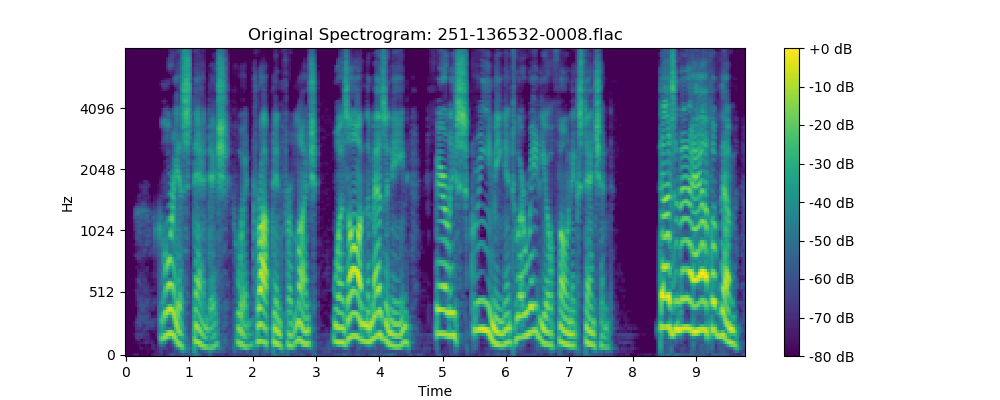 Original Spectrogram: 251-136532-0008.flac
+0 dB
-10 dB
-20 dB
-30 dB
-40 dB
-50 dB
-60 dB
-70 dB
-80 dB
Hz
4096
2048
1024
512
0
0 1 2 3 4 5 6 7 8 9
Time